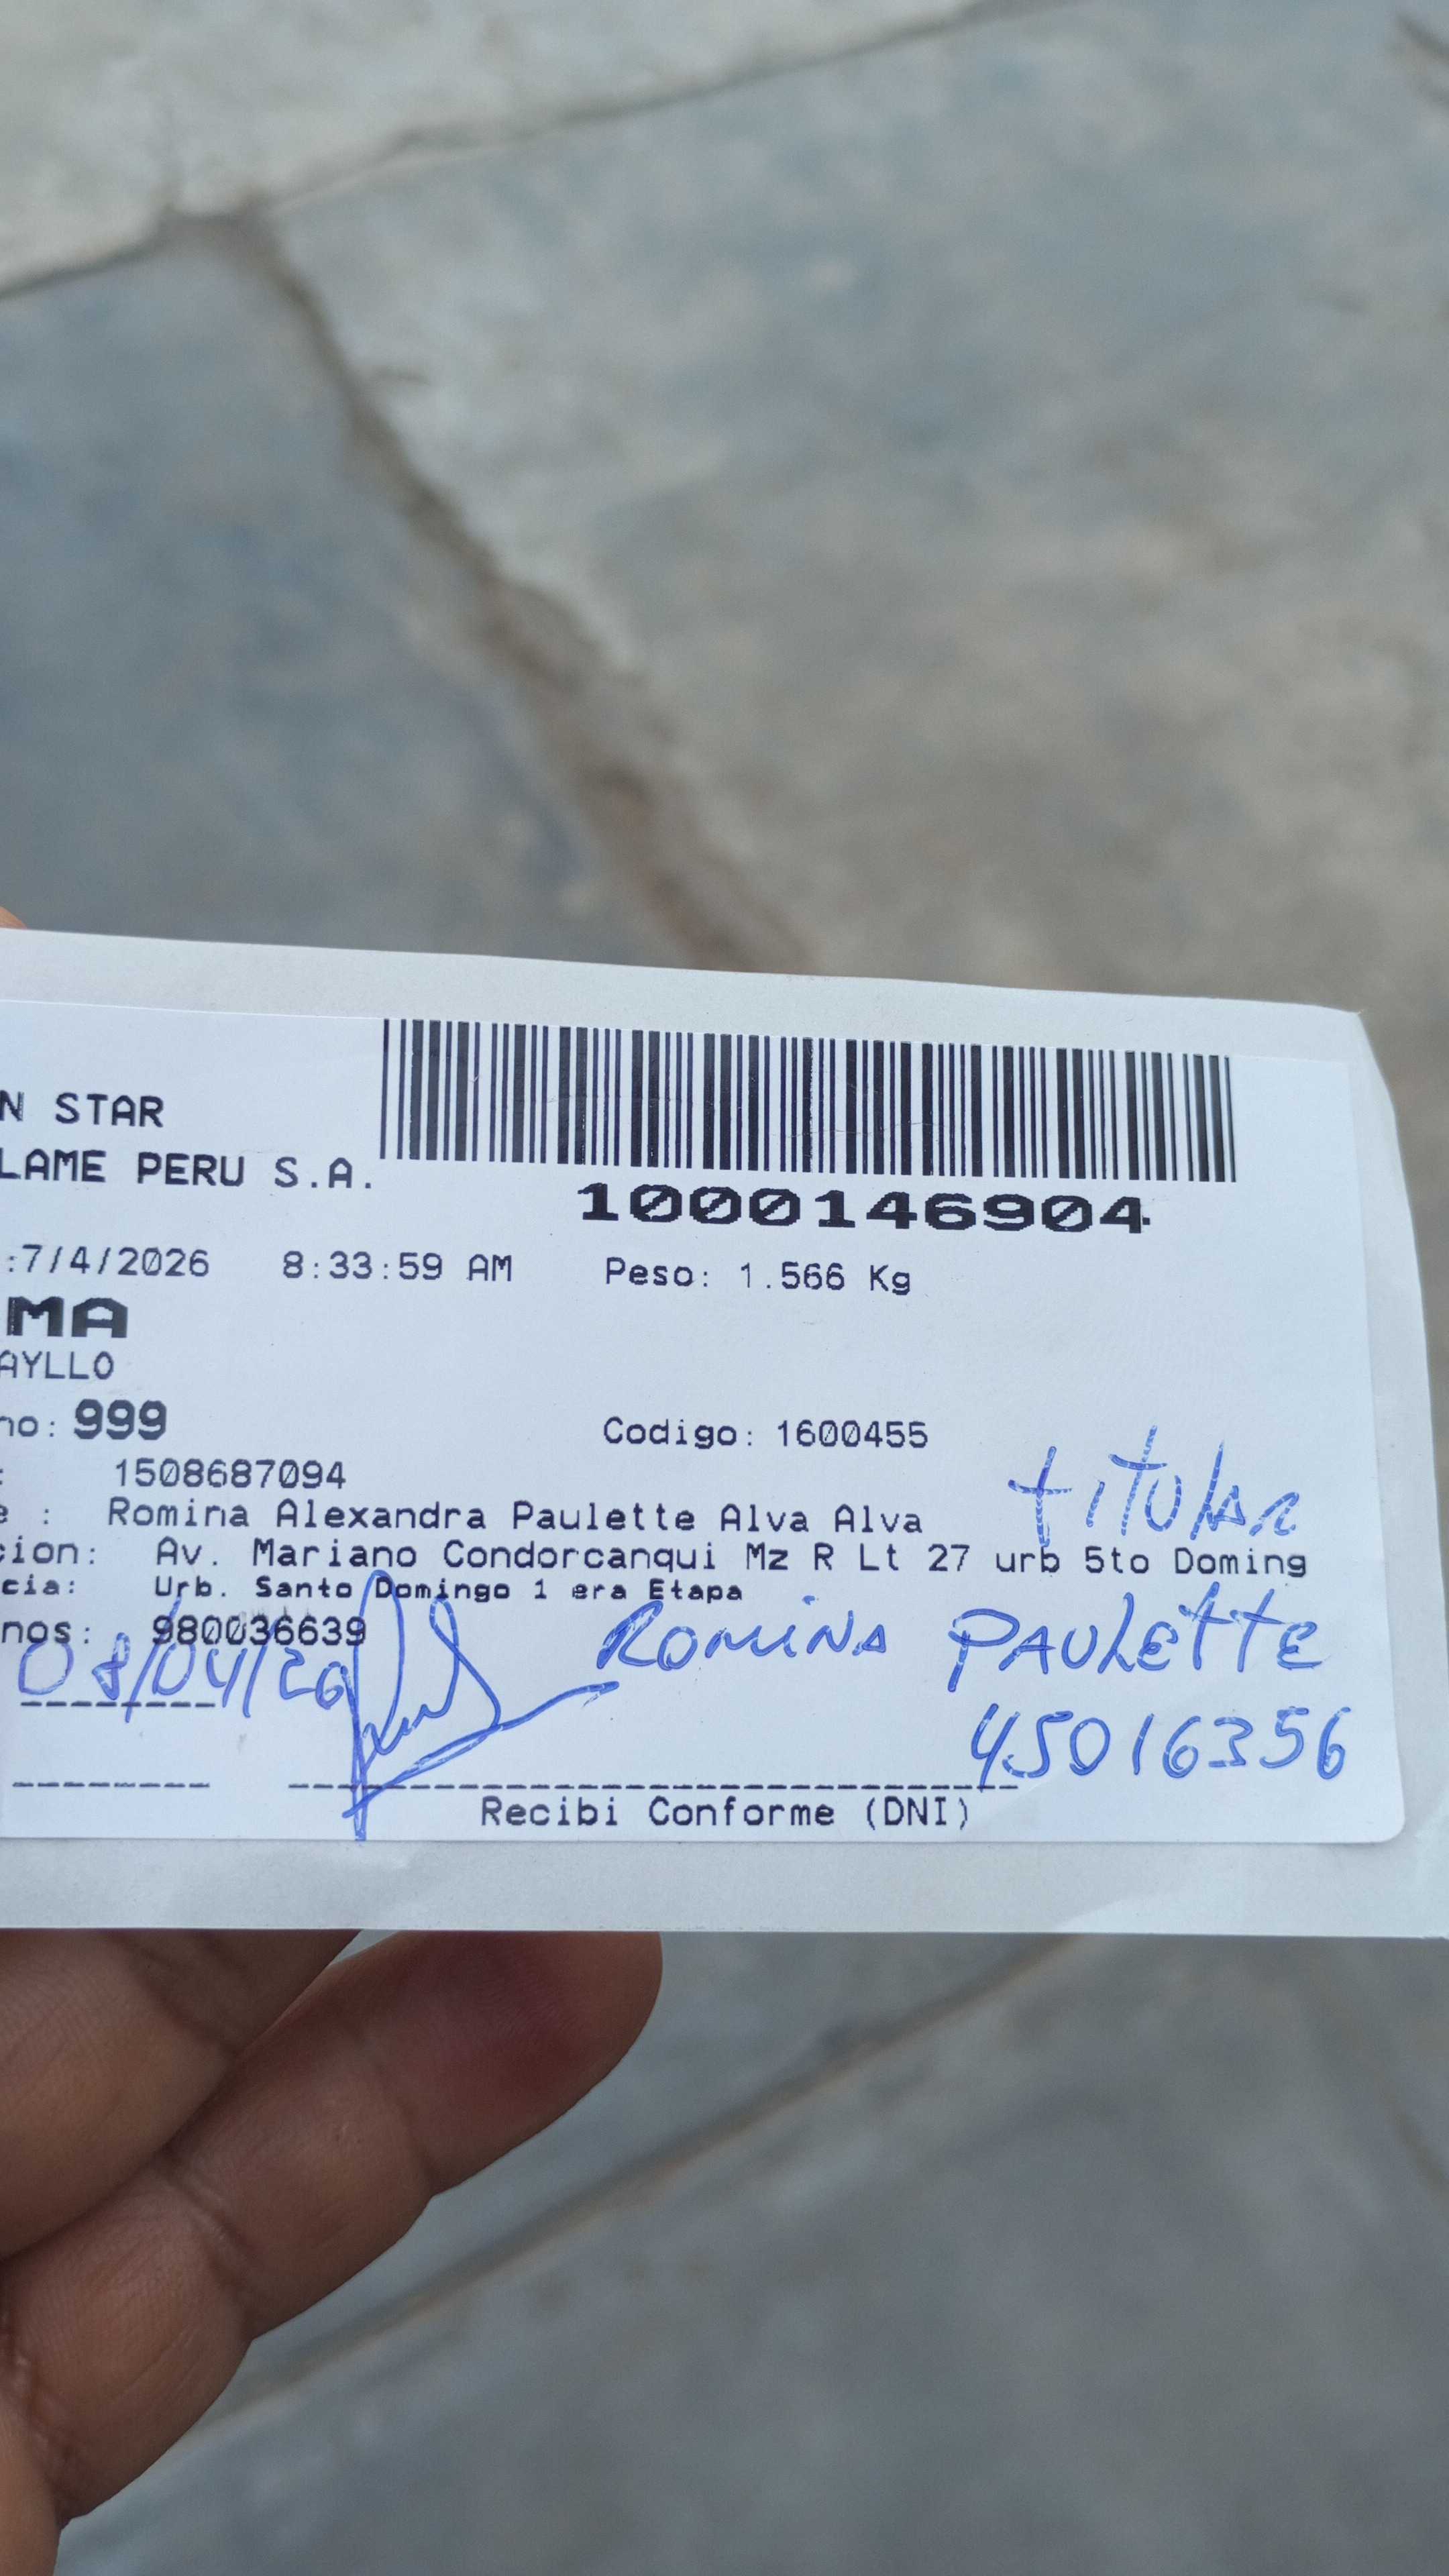 N STAR
LAME PERU S.A.
1000146904
:7/4/2026 8:33:59 AM Peso: 1.566 Kg
MA
AYLLO
no: 999 Codigo: 1600455
: 1508687094
titular
e : Romina Alexandra Paulette Alva Alva
cion: Av. Mariano Condorcanqui Mz R Lt 27 urb 5to Doming
cia: Urb. Santo Domingo 1 era Etapa
nos: 980036639
ROMINA PAULETTE
08/04/26
45016356
Recibi Conforme (DNI)